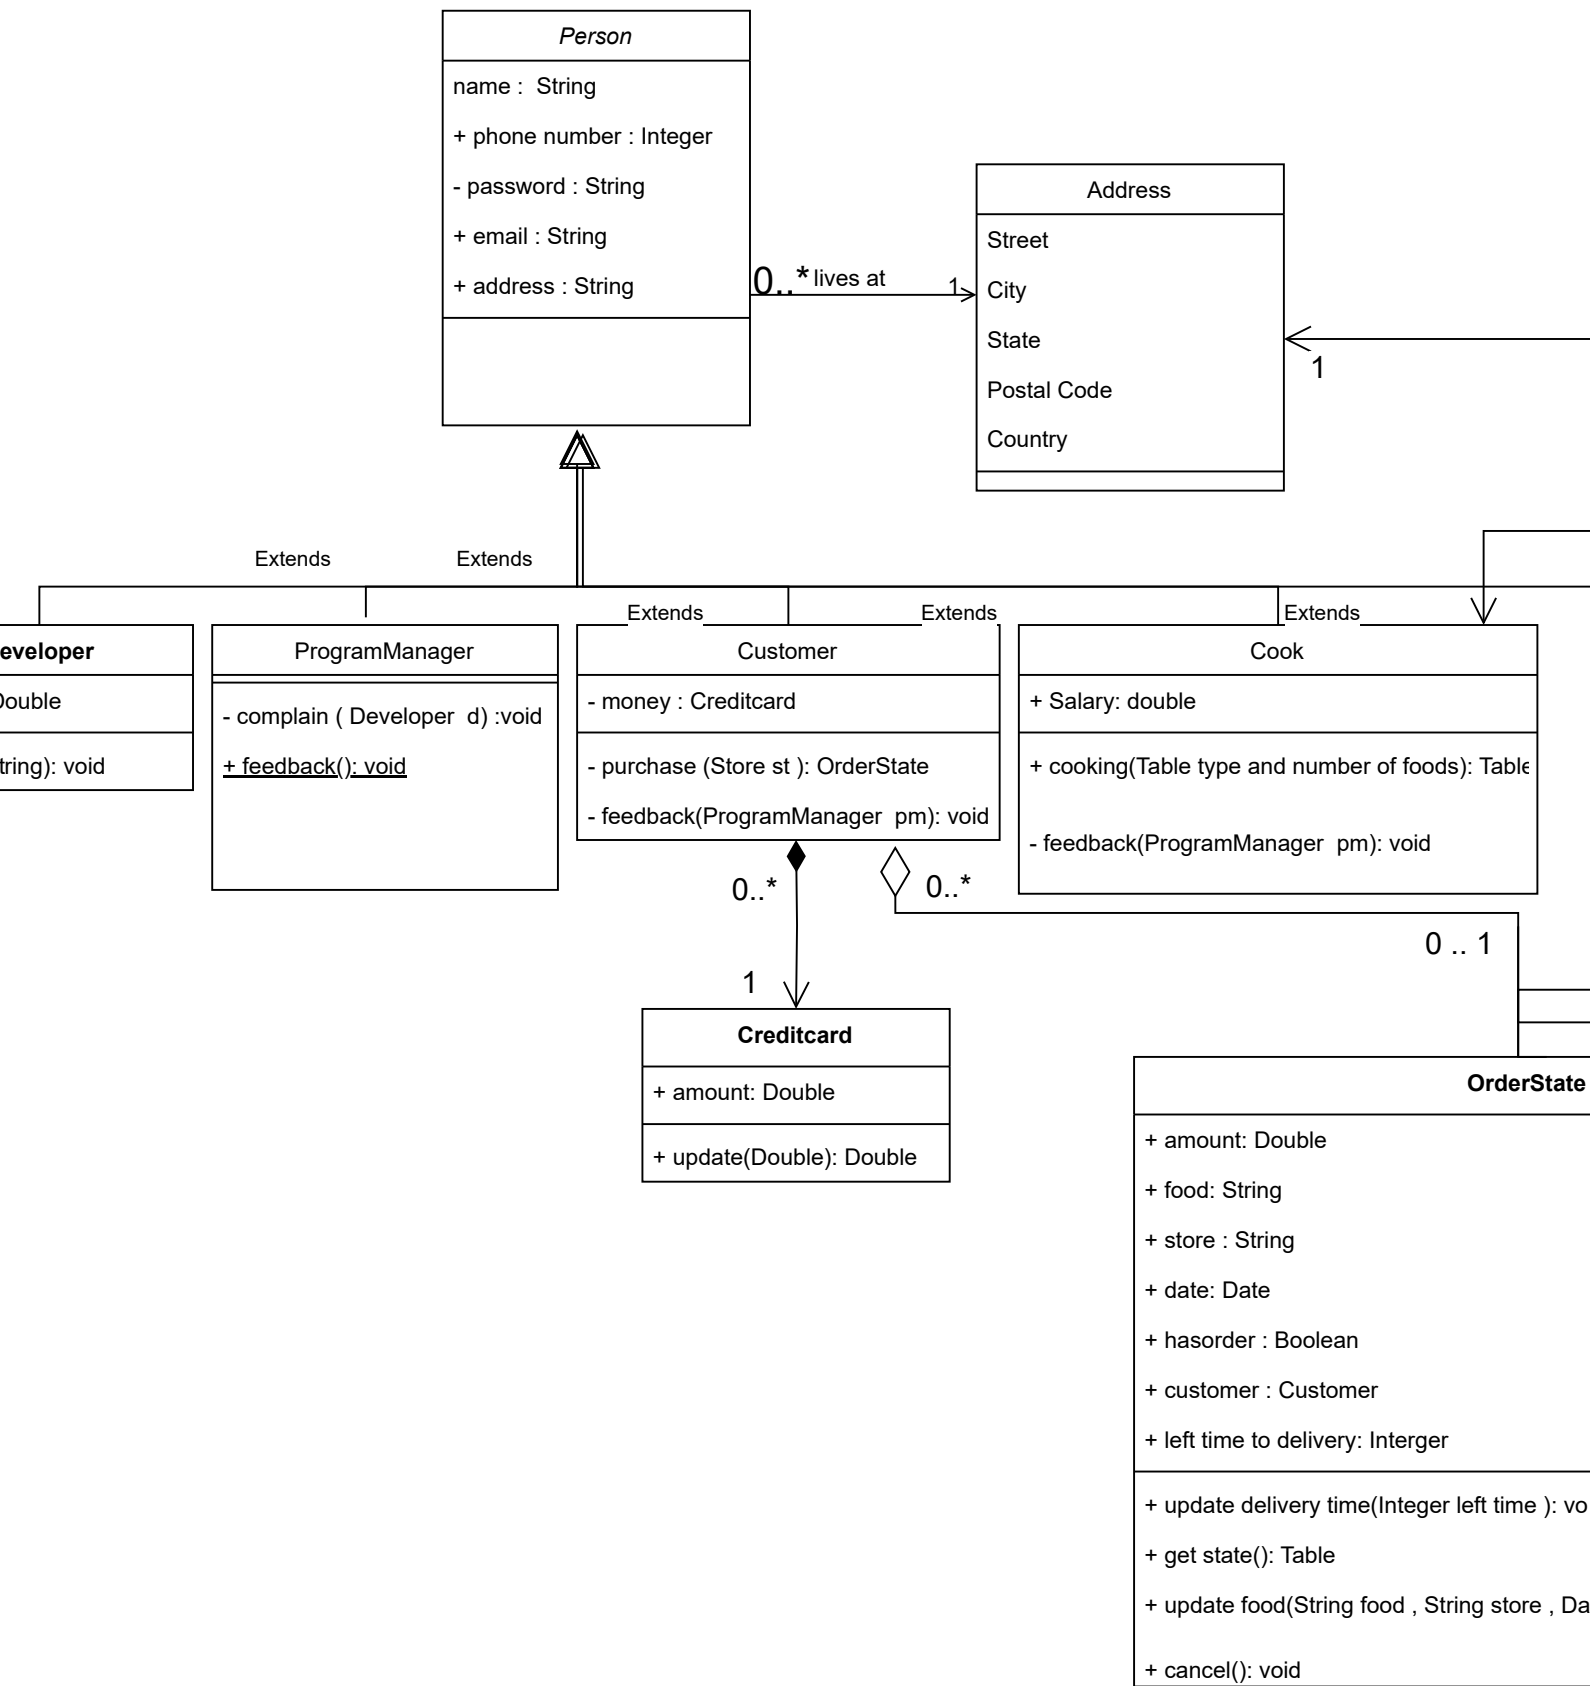 Person
name :  String
+ phone number : Integer
- password : String
+ email : String
+ address : String
0..* lives at 1
Address
Street
City
State
Postal Code
Country
1
Extends
Extends
Extends
Extends
Extends
eveloper
Double
tring): void
ProgramManager
- complain ( Developer  d) :void
+ feedback(): void
Customer
- money : Creditcard
- purchase (Store st ): OrderState
- feedback(ProgramManager  pm): void
Cook
+ Salary: double
+ cooking(Table type and number of foods): Table
- feedback(ProgramManager  pm): void
0..*
0..*
0 .. 1
1
Creditcard
+ amount: Double
+ update(Double): Double
OrderState
+ amount: Double
+ food: String
+ store : String
+ date: Date
+ hasorder : Boolean
+ customer : Customer
+ left time to delivery: Interger
+ update delivery time(Integer left time ): vo
+ get state(): Table
+ update food(String food , String store , Da
+ cancel(): void